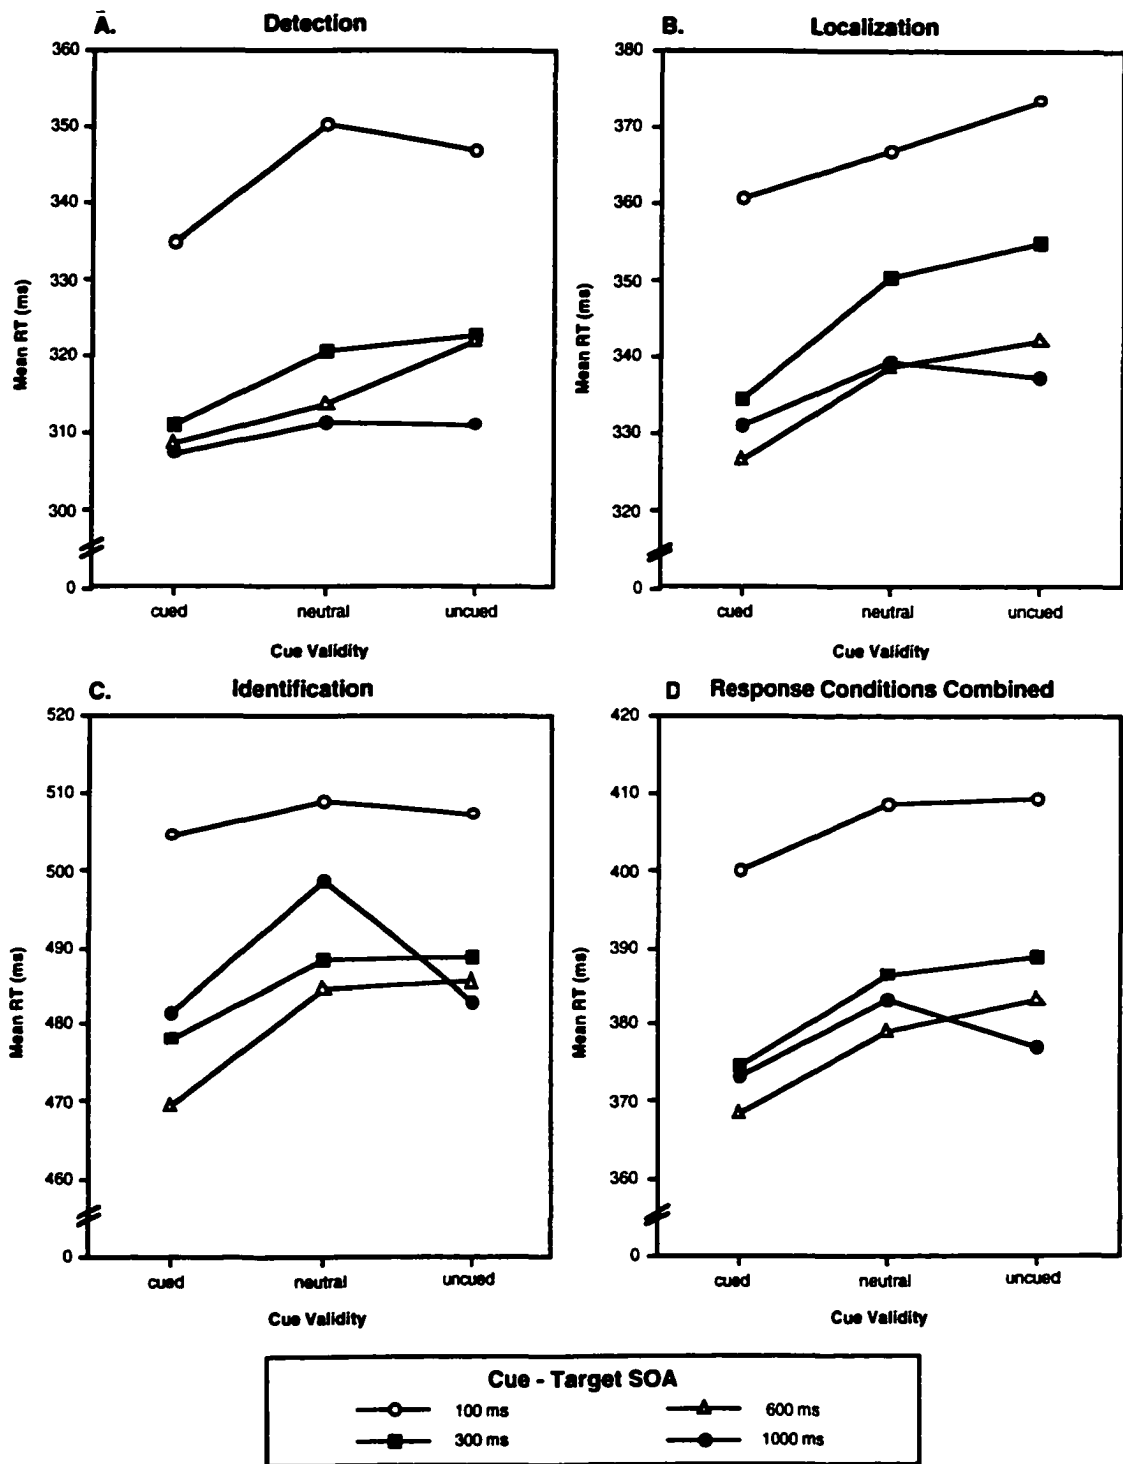 A. Detection
360
350
340
330
320
310
300
0
Mean RT (ms)
cued neutral uncued
Cue Validity
B. Localization
380
370
360
350
340
330
320
0
Mean RT (ms)
cued neutral uncued
Cue Validity
C. Identification
520
510
500
490
480
470
460
0
Mean RT (ms)
cued neutral uncued
Cue Validity
D Response Conditions Combined
420
410
400
390
380
370
360
0
Mean RT (ms)
cued neutral uncued
Cue Validity
Cue - Target SOA
100 ms 600 ms
300 ms 1000 ms